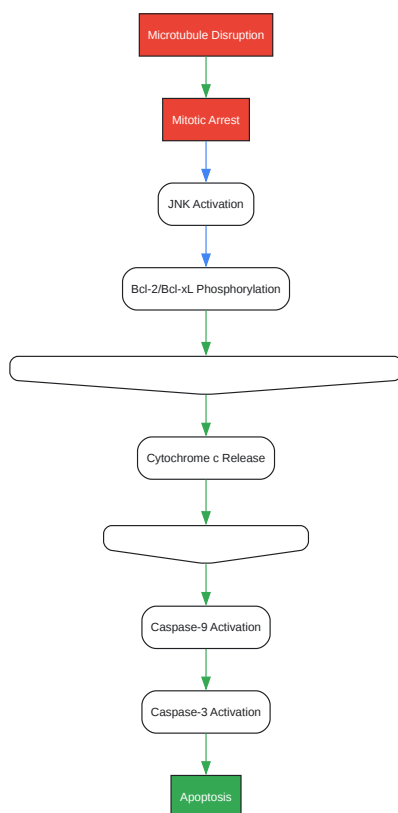 Microtubule Disruption
Mitotic Arrest
JNK Activation
Bcl-2/Bcl-xL Phosphorylation
Cytochrome c Release
Caspase-9 Activation
Caspase-3 Activation
Apoptosis